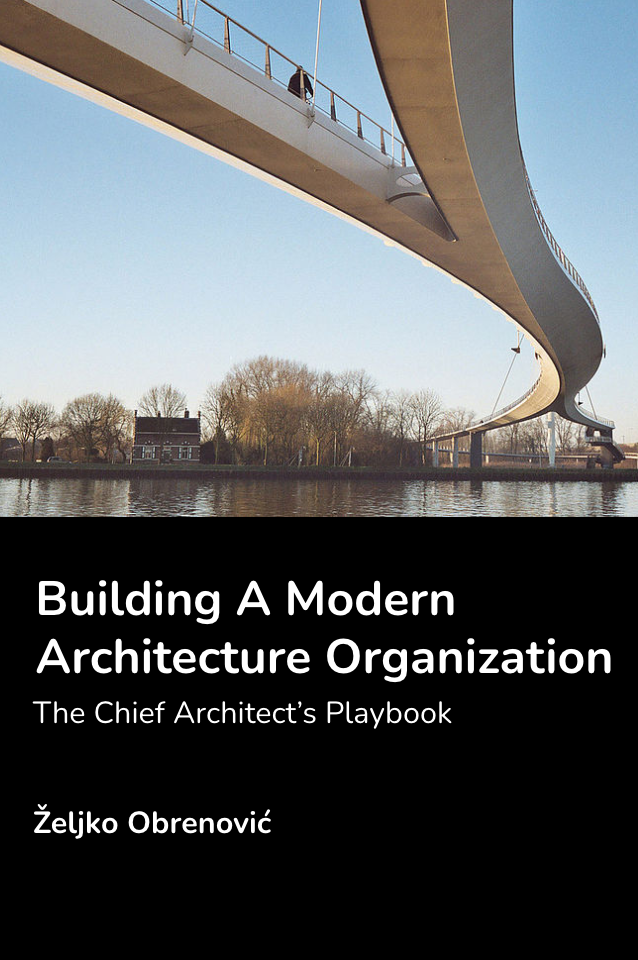 Building A Modern
Architecture Organization
The Chief Architect’s Playbook
Željko Obrenović